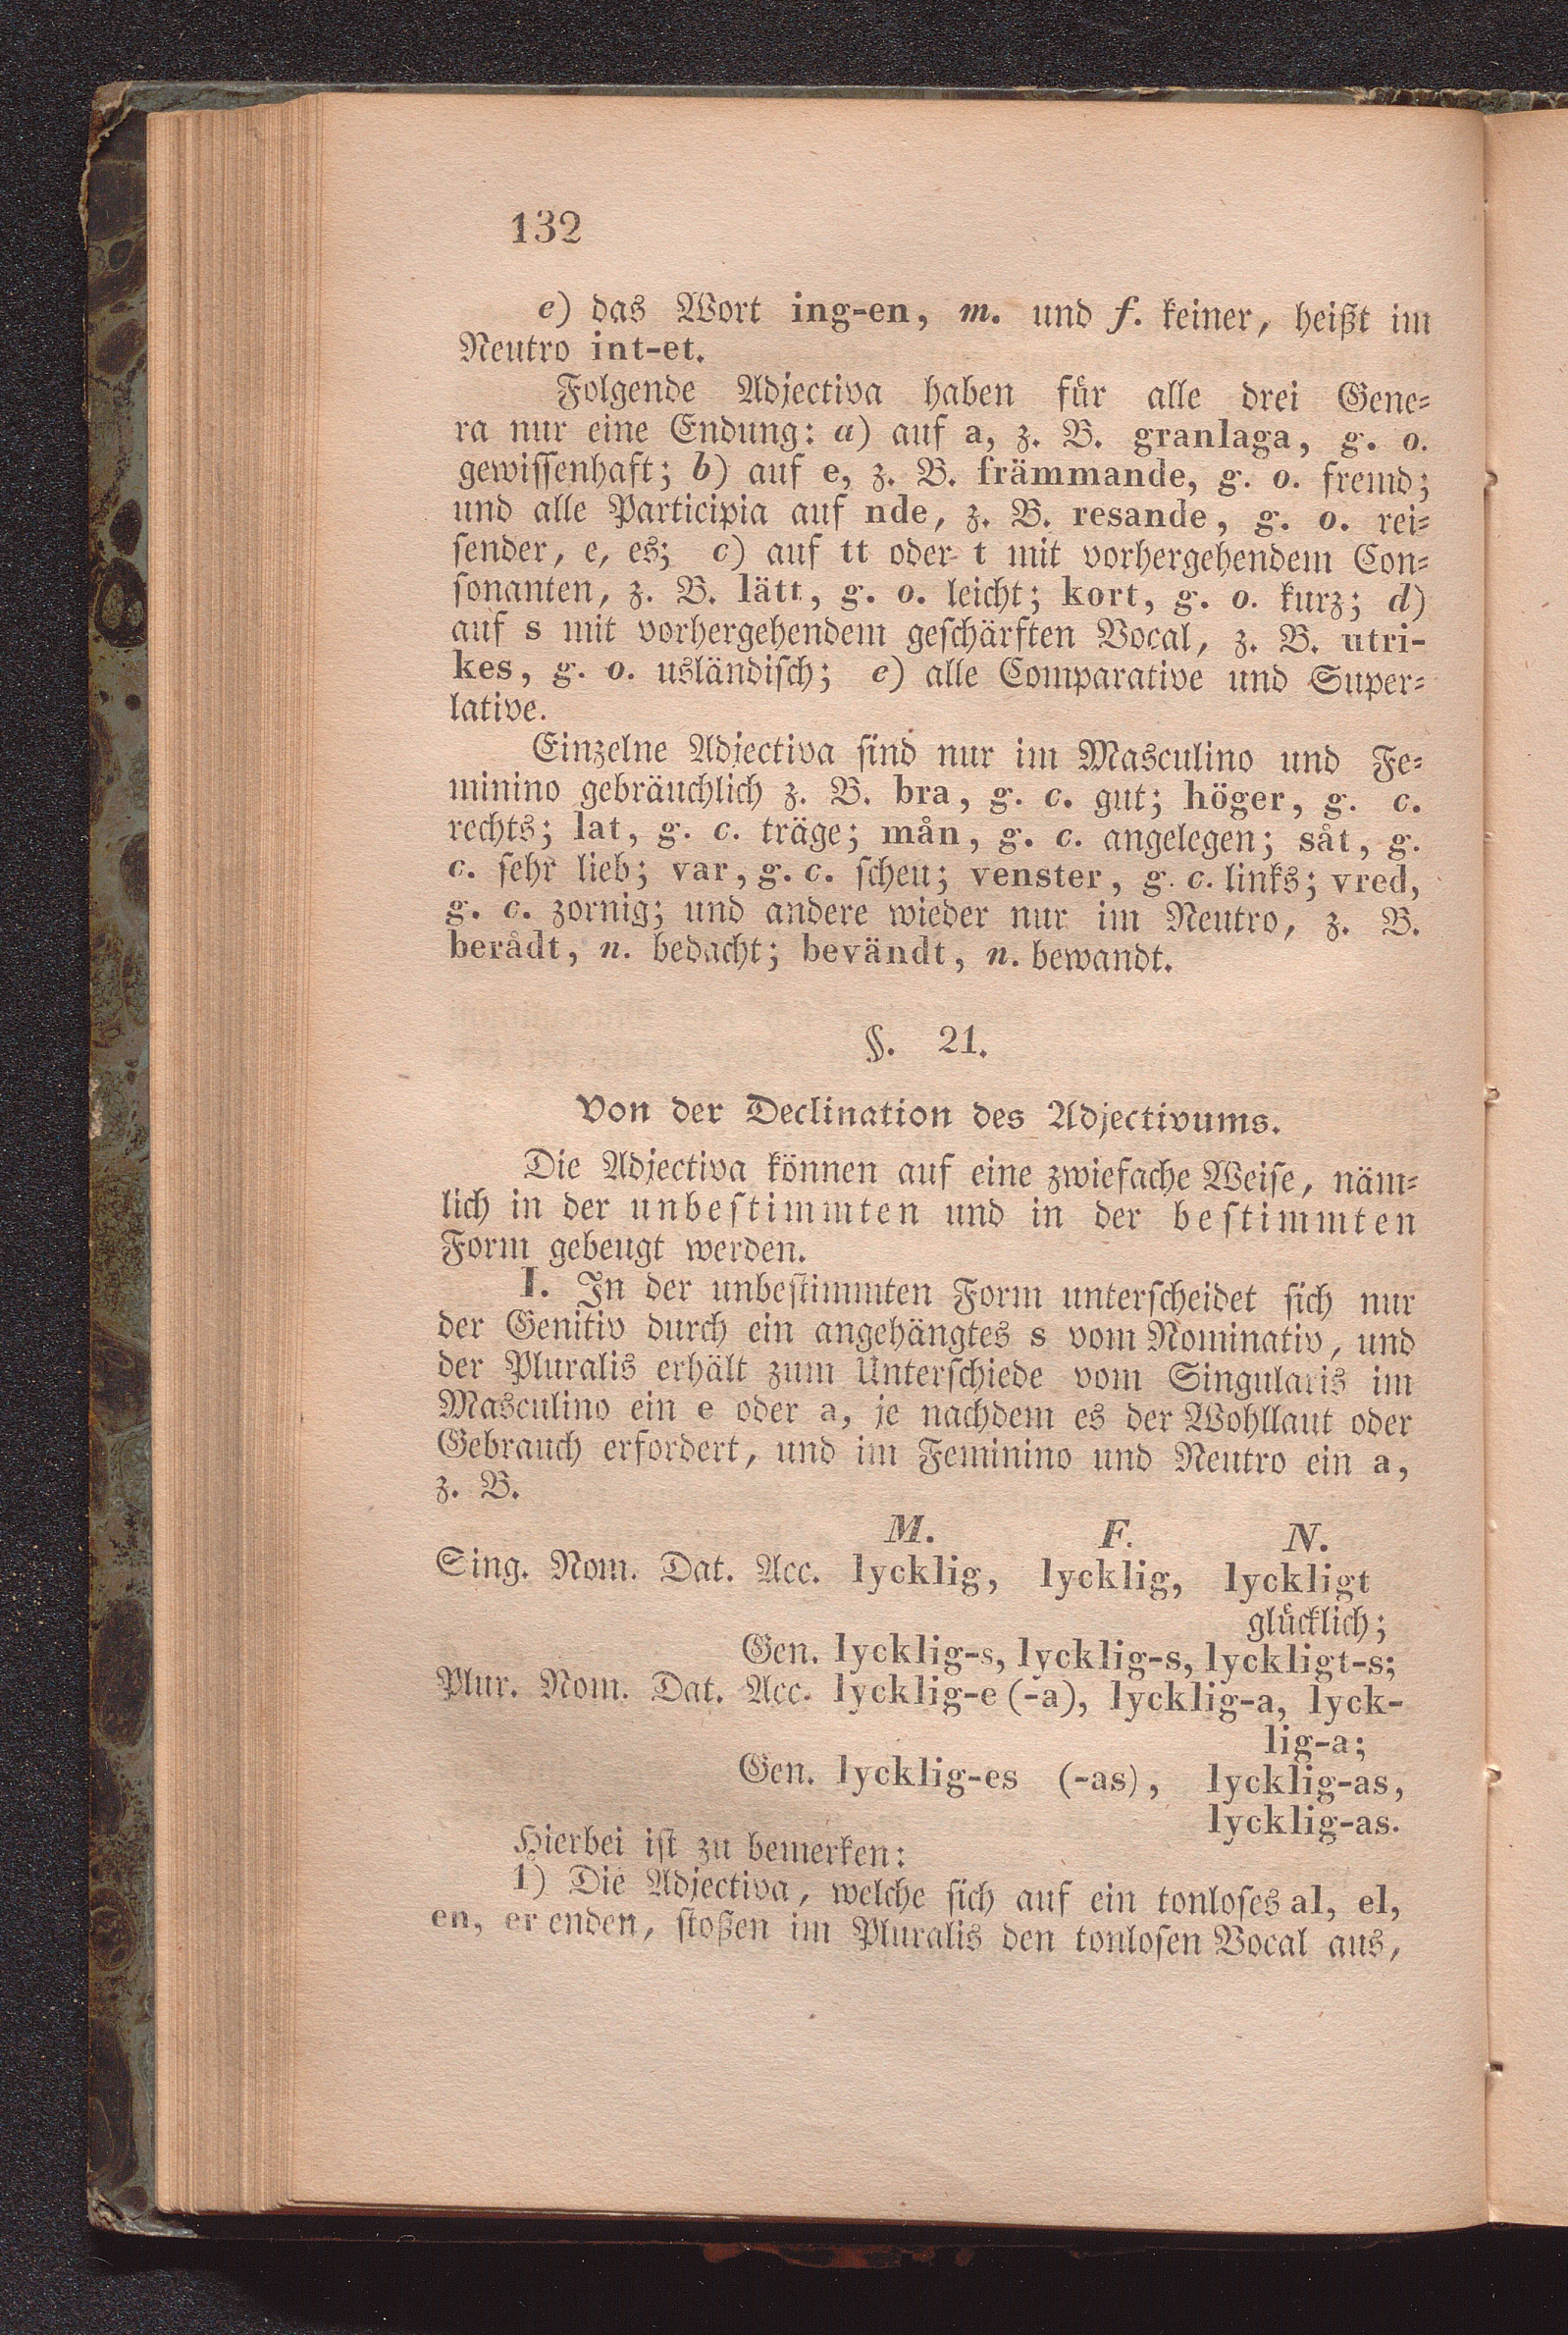 132
e) das Wort ing-en, m. und f. keiner, heißt im
Neutro int-et.
Folgende Adjectiva haben für alle drei Gene-
ra nur eine Endung: a) auf a, z. B. granlaga, g. o.
gewissenhaft; b) auf e, z. B. främmande, g. o. fremd;
und alle Participia auf nde, z. B. resande, g. o. rei-
sender, e, es; c) auf tt oder t mit vorhergehendem Con-
sonanten, z. B. lätt, g. o. leicht; kort, g. o. kurz; d)
auf s mit vorhergehendem geschärften Vocal, z. B. utri-
kes, g. o. usländisch; e) alle Comparative und Super-
lative.
Einzelne Adjectiva sind nur im Masculino und Fe-
minino gebräuchlich z. B. bra, g. c. gut; höger, g. c.
rechts; lat, g. c. träge; mån, g. c. angelegen; såt, g.
c. sehr lieb; var, g. c. scheu; venster, g. c. links; vred,
g. c. zornig; und andere wieder nur im Neutro, z. B.
berådt, n. bedacht; bevändt, n. bewandt.
§. 21.
Von der Declination des Adjectivums.
Die Adjectiva können auf eine zwiefache Weise, näm-
lich in der unbestimmten und in der bestimmten
Form gebeugt werden.
I. In der unbestimmten Form unterscheidet sich nur
der Genitiv durch ein angehängtes s vom Nominativ, und
der Pluralis erhält zum Unterschiede vom Singularis im
Masculino ein e oder a, je nachdem es der Wohllaut oder
Gebrauch erfordert, und im Feminino und Neutro ein a,
z. B.
M. F. N.
Sing. Nom. Dat. Acc. lycklig, lycklig, lyckligt
glücklich;
Gen. lycklig-s, lycklig-s, lyckligt-s;
Plur. Nom. Dat. Acc. lycklig-e (-a), lycklig-a, lyck-
lig-a;
Gen. lycklig-es (-as), lycklig-as,
lycklig-as.
Hierbei ist zu bemerken:
1) Die Adjectiva, welche sich auf ein tonloses al, el,
en, er enden, stoßen im Pluralis den tonlosen Vocal aus,